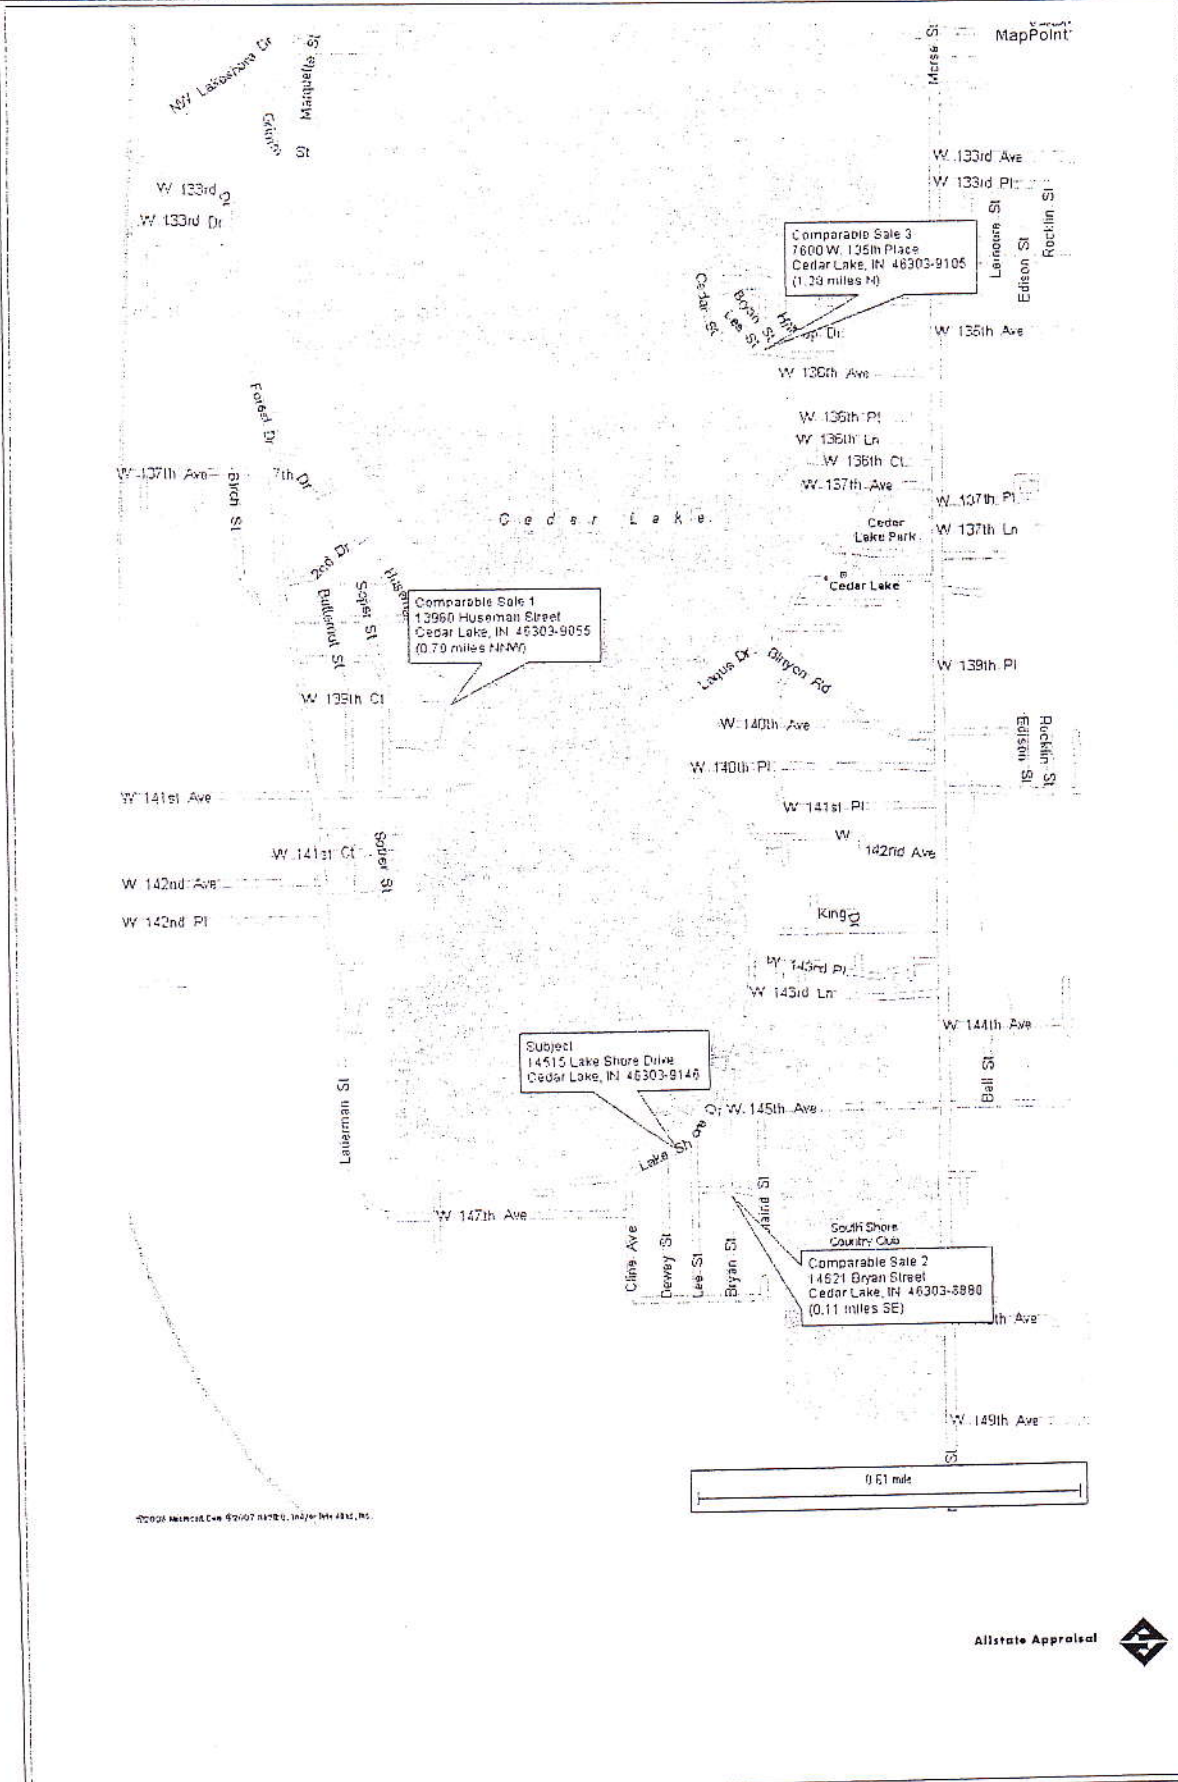 MapPoint
NW Lakeshore Dr
Marquette St
Morse St
St
W 133rd Ave
W 133rd Pl
W 133rd
W 133rd Dr
Edison St
Rocklin St
Comparable Sale 3
7600 W. 135th Place
Cedar Lake, IN 46303-9105
(1.28 miles N)
Cedar St
Bryan St
Lee St
Dr
W 136th Ave
Forest Dr
W 136th Pl
W 136th Ln
W 136th Ct
W 137th Ave
W 137th Ave
Birch St
7th Dr
W 137th Pl
Cedar Lake
Cedar
Lake Park
W 137th Ln
Cedar Lake
2nd Dr
Butternut St
Comparable Sale 1
13960 Huseman Street
Cedar Lake, IN 46303-9055
(0.70 miles NNW)
Lagus Dr
Binyon Rd
W 139th Pl
W 139th Ct
W 140th Ave
Edison St
Rocklin St
W 140th Pl
W 141st Ave
W 141st Pl
W
142nd Ave
W 141st Ct
W 142nd Ave
W 142nd Pl
King Dr
W 143rd Pl
W 143rd Ln
W 144th Ave
Subject
14515 Lake Shore Drive
Cedar Lake, IN 46303-9146
Ball St
Lauerman St
W 145th Ave
Lake Shore Dr
W 147th Ave
Cline Ave
Dewey St
Lee St
Bryan St
South Shore
Country Club
Comparable Sale 2
14621 Bryan Street
Cedar Lake, IN 46303-8880
(0.11 miles SE)
th Ave
W 149th Ave
St
0.61 mile
Allstate Appraisal